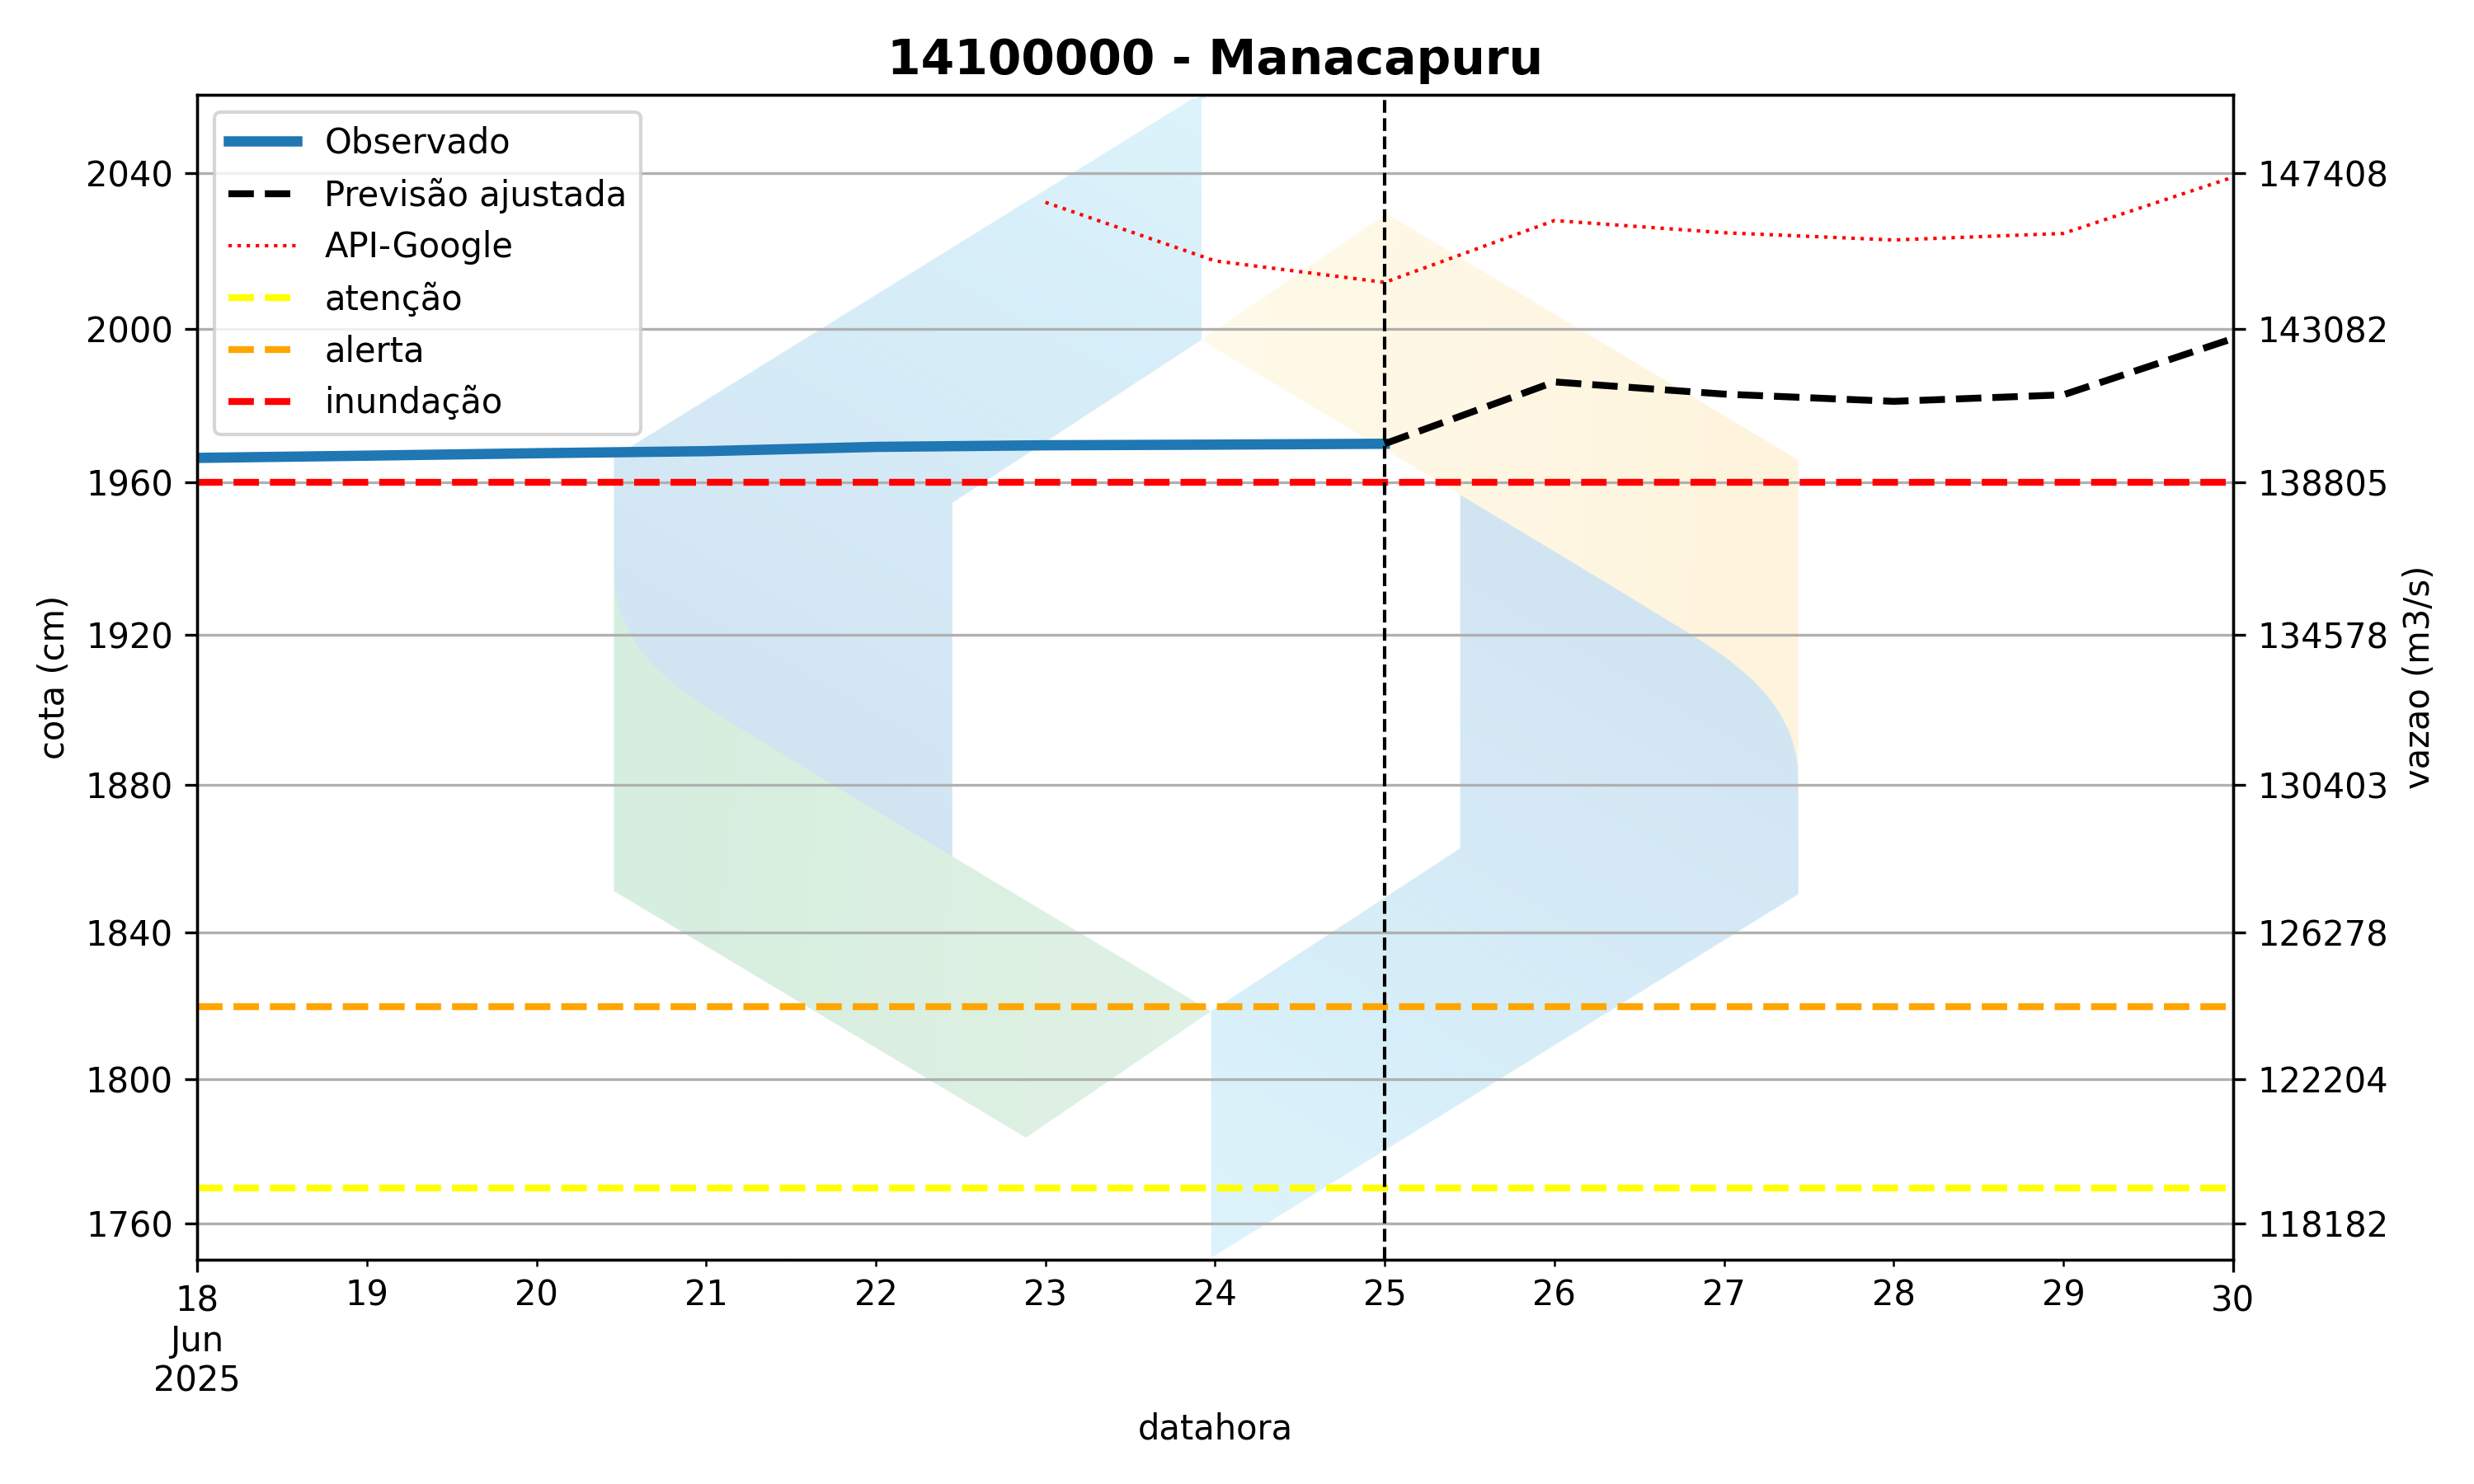 14100000 - Manacapuru
Observado
Previsão ajustada
API-Google
atenção
alerta
inundação
2040
2000
1960
1920
1880
1840
1800
1760
cota (cm)
147408
143082
138805
134578
130403
126278
122204
118182
vazao (m3/s)
18 19 20 21 22 23 24 25 26 27 28 29 30
Jun
2025
datahora